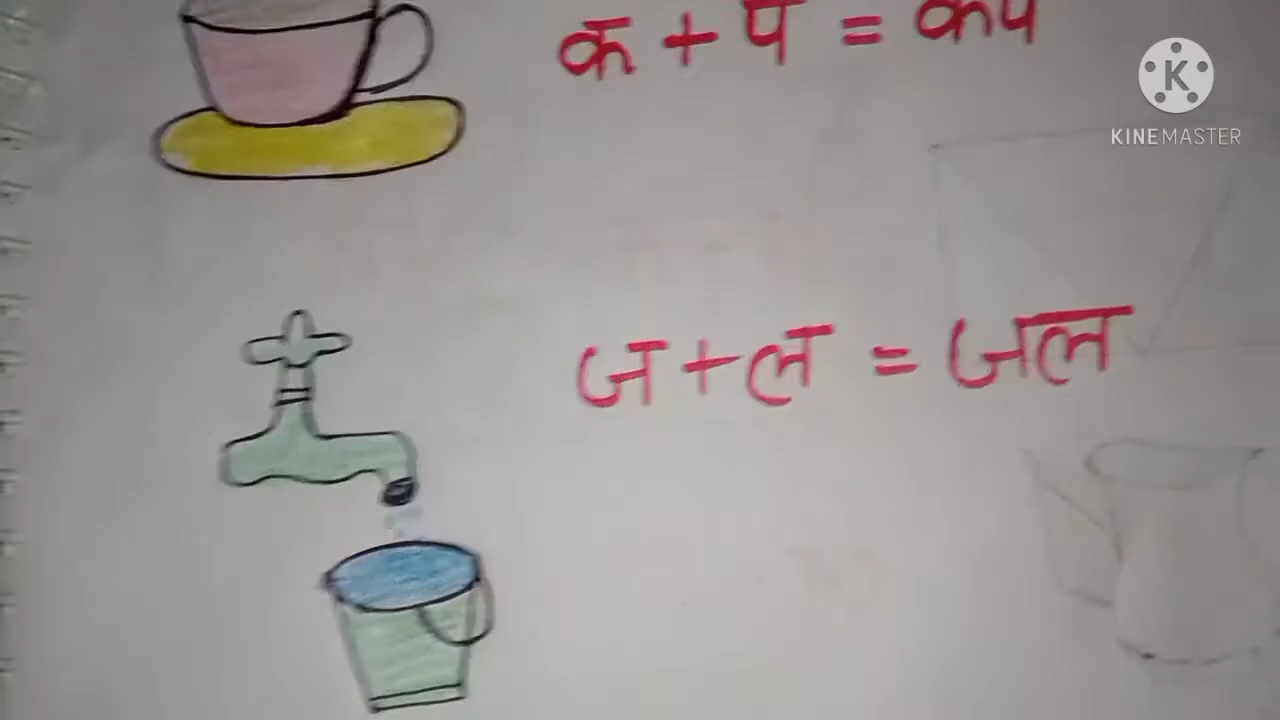 क + प = कप
K
KINEMASTER
ज + ल = जल